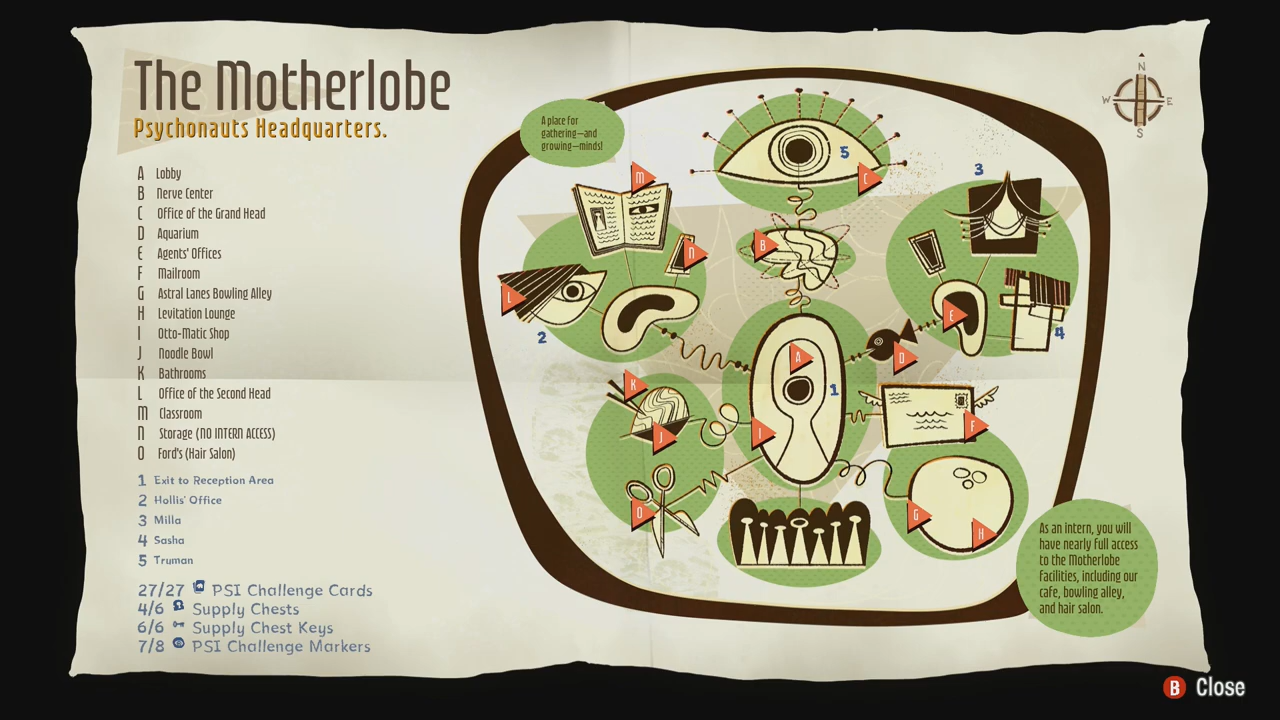 The Motherlobe
Psychonauts Headquarters.
A Lobby
B Nerve Center
C Office of the Grand Head
D Aquarium
E Agents' Offices
F Mailroom
G Astral Lanes Bowling Alley
H Levitation Lounge
I Otto-Matic Shop
J Noodle Bowl
K Bathrooms
L Office of the Second Head
M Classroom
N Storage (NO INTERN ACCESS)
O Ford's (Hair Salon)
1 Exit to Reception Area
2 Hollis' Office
3 Milla
4 Sasha
5 Truman
27/27 PSI Challenge Cards
4/6 Supply Chests
6/6 Supply Chest Keys
7/8 PSI Challenge Markers
A place for
gathering—and
growing—minds!
N
W E
S
5
C
3
M
B
N
L
2
E
4
A
D
1
K
J
I
F
O
G
H
As an intern, you will
have nearly full access
to the Motherlobe
facilities, including our
cafe, bowling alley,
and hair salon.
B Close